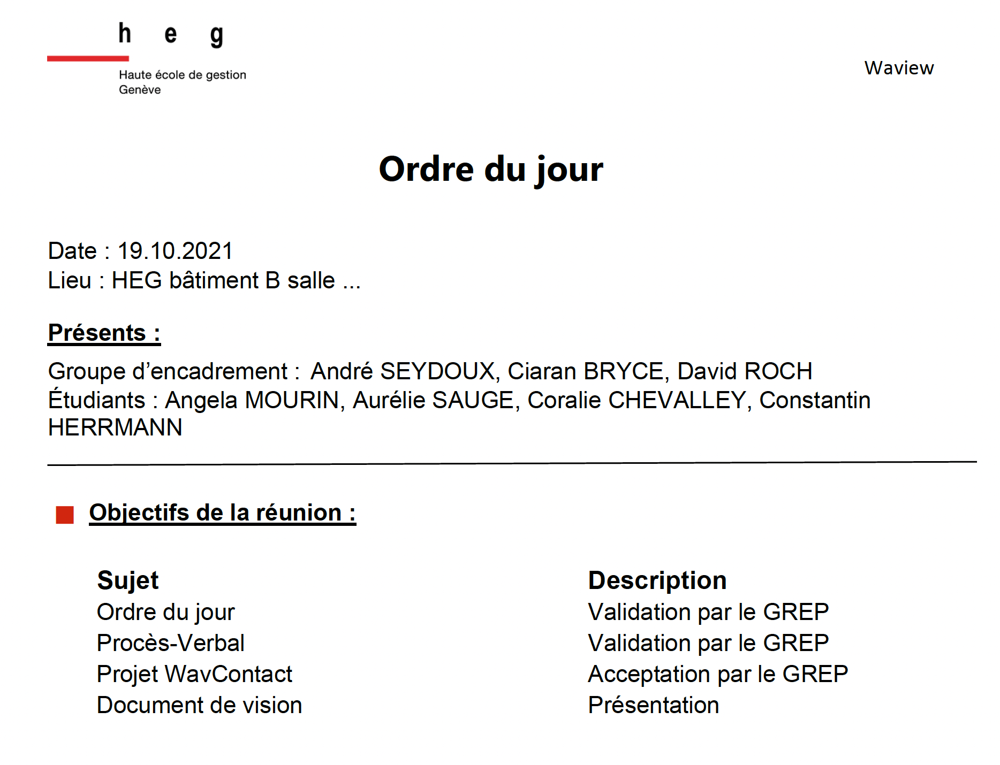 h e g
Haute école de gestion
Genève
Waview
Ordre du jour
Date : 19.10.2021
Lieu : HEG bâtiment B salle ...
Présents :
Groupe d’encadrement : André SEYDOUX, Ciaran BRYCE, David ROCH
Étudiants : Angela MOURIN, Aurélie SAUGE, Coralie CHEVALLEY, Constantin
HERRMANN
Objectifs de la réunion :
Sujet Description
Ordre du jour Validation par le GREP
Procès-Verbal Validation par le GREP
Projet WavContact Acceptation par le GREP
Document de vision Présentation